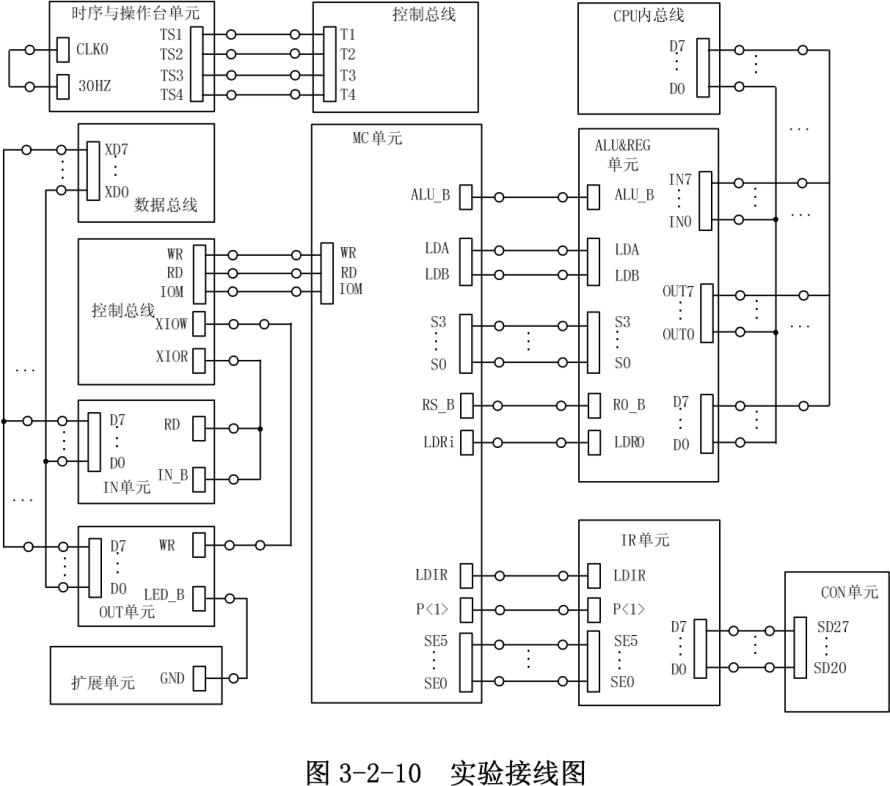 时序与操作台单元
CLK0
30HZ
TS1
TS2
TS3
TS4
控制总线
T1
T2
T3
T4
CPU内总线
D7
D0
XD7
XD0
数据总线
MC单元
ALU_B
LDA
LDB
S3
S0
RS_B
LDRi
LDIR
P<1>
SE5
SE0
WR
RD
IOM
ALU&REG
单元
ALU_B
LDA
LDB
S3
S0
R0_B
LDR0
IN7
IN0
OUT7
OUT0
D7
D0
WR
RD
IOM
控制总线
XIOW
XIOR
D7
D0
RD
IN_B
IN单元
D7
D0
WR
LED_B
OUT单元
扩展单元
GND
IR单元
LDIR
P<1>
SE5
SE0
D7
D0
CON单元
SD27
SD20
图 3-2-10 实验接线图